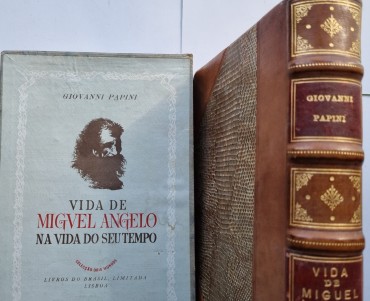 GIOVANNI PAPINI
VIDA DE
MIGVEL ANGELO
NA VIDA DO SEU TEMPO
LIVROS DO BRASIL, LIMITADA
LISBOA
GIOVANNI
PAPINI
VIDA
DE
MIGUEL